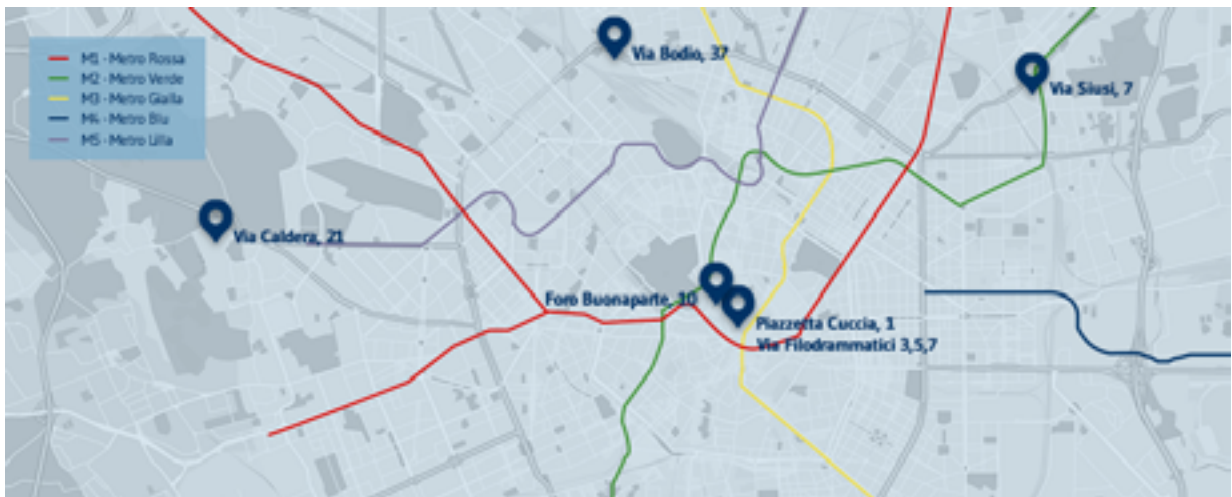 M1 - Metro Rossa
M2 - Metro Verde
M3 - Metro Gialla
M4 - Metro Blu
M5 - Metro Lilla
Via Bodio, 37
Via Siusi, 7
Via Caldera, 21
Foro Buonaparte, 10
Piazzetta Cuccia, 1
Via Filodrammatici 3,5,7